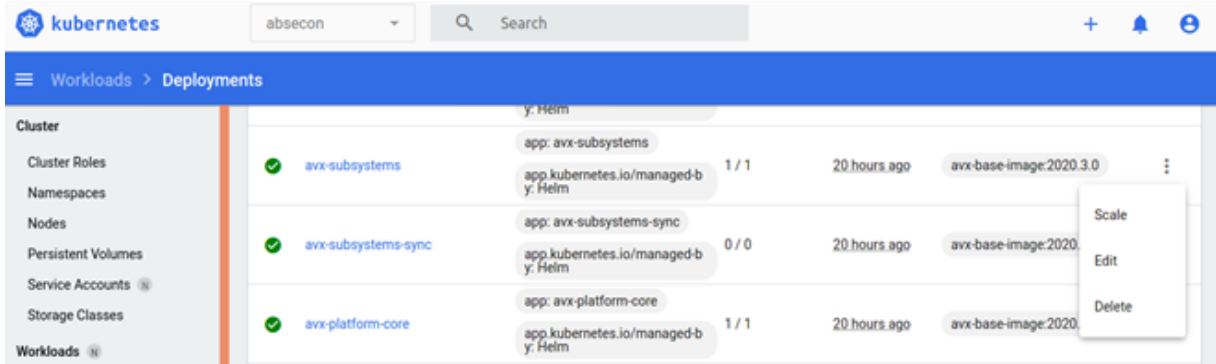 kubernetes
absecon
Search
Workloads > Deployments
Cluster
Cluster Roles
Namespaces
Nodes
Persistent Volumes
Service Accounts N
Storage Classes
Workloads N
y: Helm
avx-subsystems
app: avx-subsystems
app.kubernetes.io/managed-b
y: Helm
1 / 1
20 hours ago
avx-base-image:2020.3.0
avx-subsystems-sync
app: avx-subsystems-sync
app.kubernetes.io/managed-b
y: Helm
0 / 0
20 hours ago
avx-base-image:2020.
avx-platform-core
app: avx-platform-core
app.kubernetes.io/managed-b
y: Helm
1 / 1
20 hours ago
avx-base-image:2020.
Scale
Edit
Delete